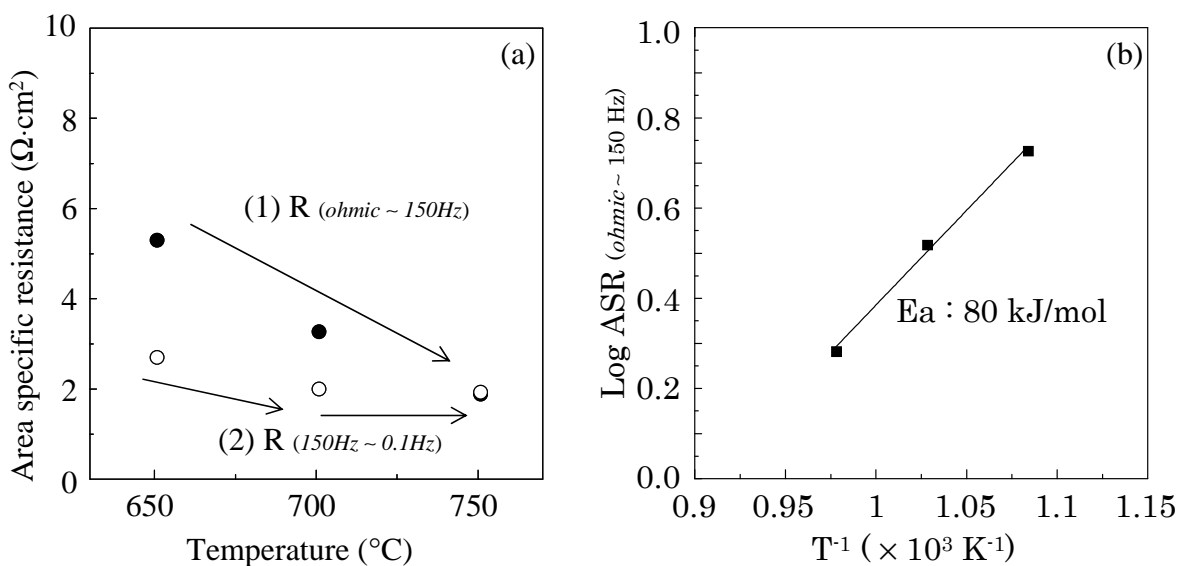 (a)
Area specific resistance (Ω·cm²)
10
8
6
4
2
0
(1) R (ohmic ~ 150Hz)
(2) R (150Hz ~ 0.1Hz)
650
700
750
Temperature (°C)
(b)
Log ASR (ohmic ~ 150 Hz)
1.0
0.8
0.6
0.4
0.2
0.0
Ea : 80 kJ/mol
0.9
0.95
1
1.05
1.1
1.15
T⁻¹ (× 10³ K⁻¹)